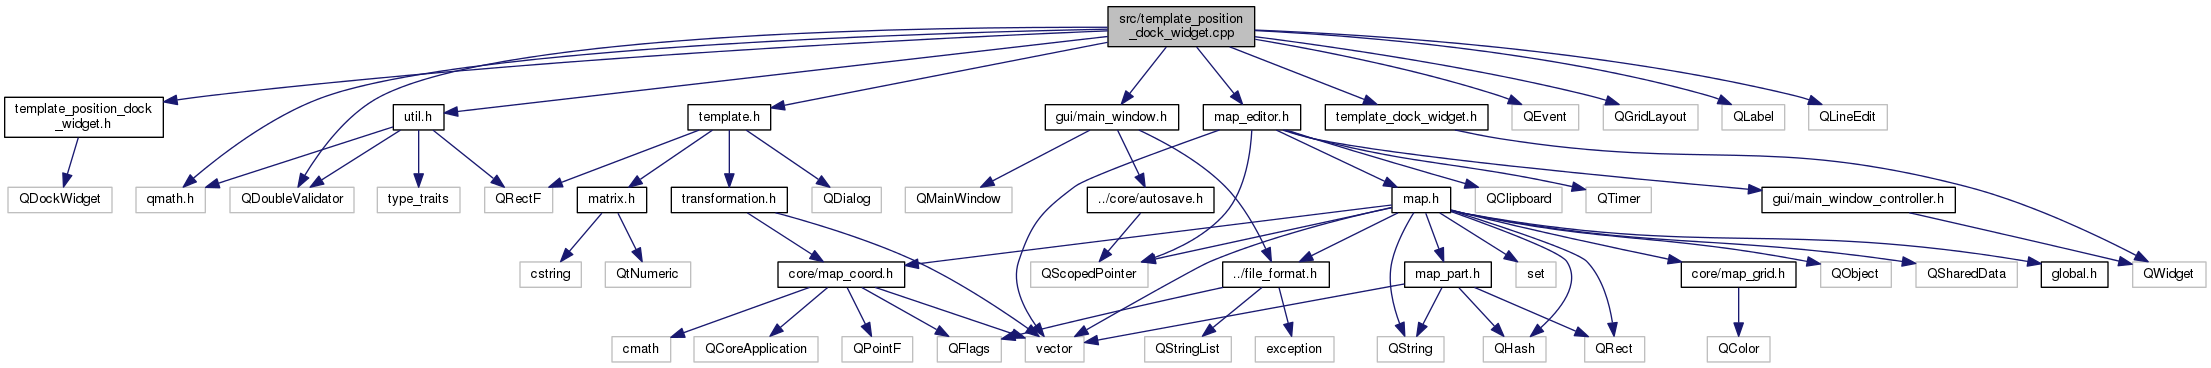 src/template_position
_dock_widget.cpp
template_position_dock
_widget.h
util.h
template.h
gui/main_window.h
map_editor.h
template_dock_widget.h
QEvent
QGridLayout
QLabel
QLineEdit
QDockWidget
qmath.h
QDoubleValidator
type_traits
QRectF
matrix.h
transformation.h
QDialog
QMainWindow
../core/autosave.h
map.h
QClipboard
QTimer
gui/main_window_controller.h
cstring
QtNumeric
core/map_coord.h
QScopedPointer
../file_format.h
map_part.h
set
core/map_grid.h
QObject
QSharedData
global.h
QWidget
cmath
QCoreApplication
QPointF
QFlags
vector
QStringList
exception
QString
QHash
QRect
QColor